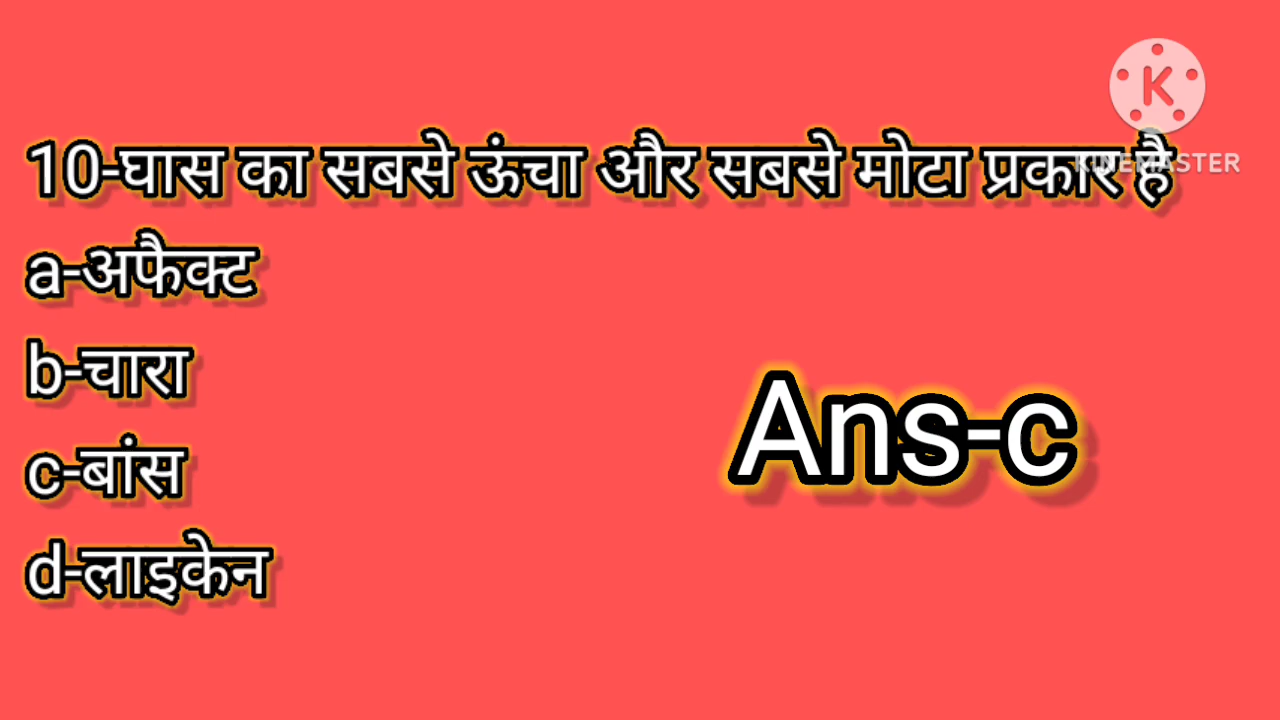 10-घास का सबसे ऊंचा और सबसे मोटा प्रकार है
a-अफैक्ट
b-चारा
c-बांस
d-लाइकेन
Ans-c
K
KINEMASTER